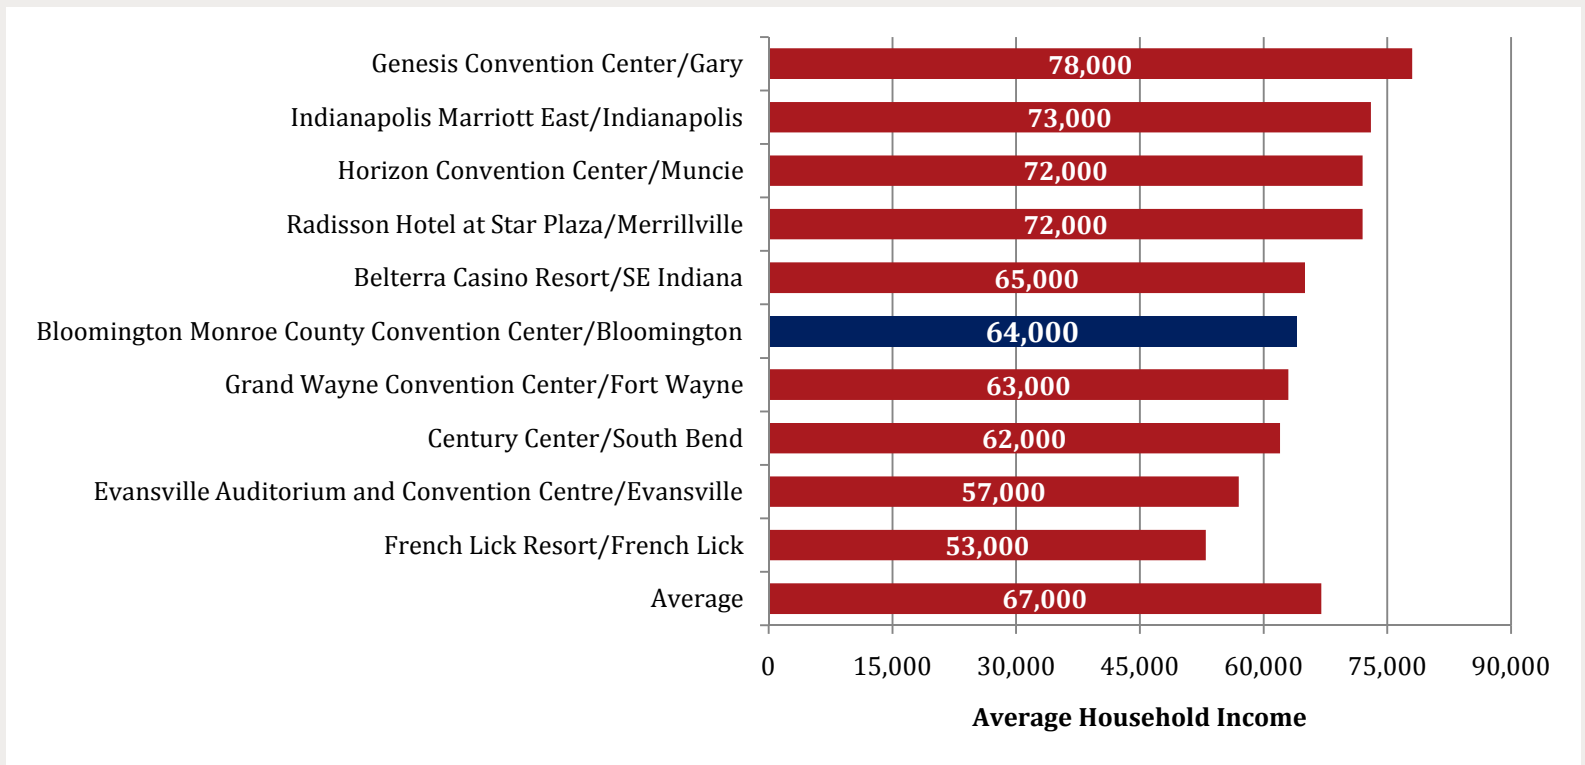 Genesis Convention Center/Gary 78,000
Indianapolis Marriott East/Indianapolis 73,000
Horizon Convention Center/Muncie 72,000
Radisson Hotel at Star Plaza/Merrillville 72,000
Belterra Casino Resort/SE Indiana 65,000
Bloomington Monroe County Convention Center/Bloomington 64,000
Grand Wayne Convention Center/Fort Wayne 63,000
Century Center/South Bend 62,000
Evansville Auditorium and Convention Centre/Evansville 57,000
French Lick Resort/French Lick 53,000
Average 67,000
0 15,000 30,000 45,000 60,000 75,000 90,000
Average Household Income